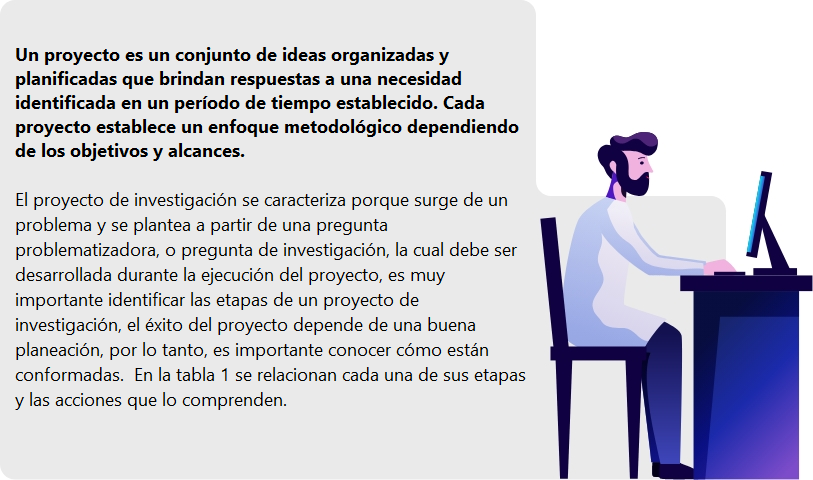 Un proyecto es un conjunto de ideas organizadas y
planificadas que brindan respuestas a una necesidad
identificada en un período de tiempo establecido. Cada
proyecto establece un enfoque metodológico dependiendo
de los objetivos y alcances.
El proyecto de investigación se caracteriza porque surge de un
problema y se plantea a partir de una pregunta
problematizadora, o pregunta de investigación, la cual debe ser
desarrollada durante la ejecución del proyecto, es muy
importante identificar las etapas de un proyecto de
investigación, el éxito del proyecto depende de una buena
planeación, por lo tanto, es importante conocer cómo están
conformadas.  En la tabla 1 se relacionan cada una de sus etapas
y las acciones que lo comprenden.